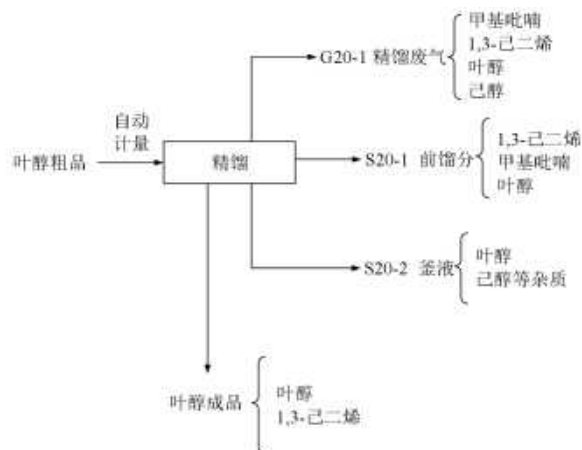 甲基吡喃
1,3-己二烯
G20-1 精馏废气
叶醇
己醇
自动
计量
叶醇粗品
精馏
S20-1 前馏分
1,3-己二烯
甲基吡喃
叶醇
S20-2 釜液
叶醇
己醇等杂质
叶醇成品
叶醇
1,3-己二烯